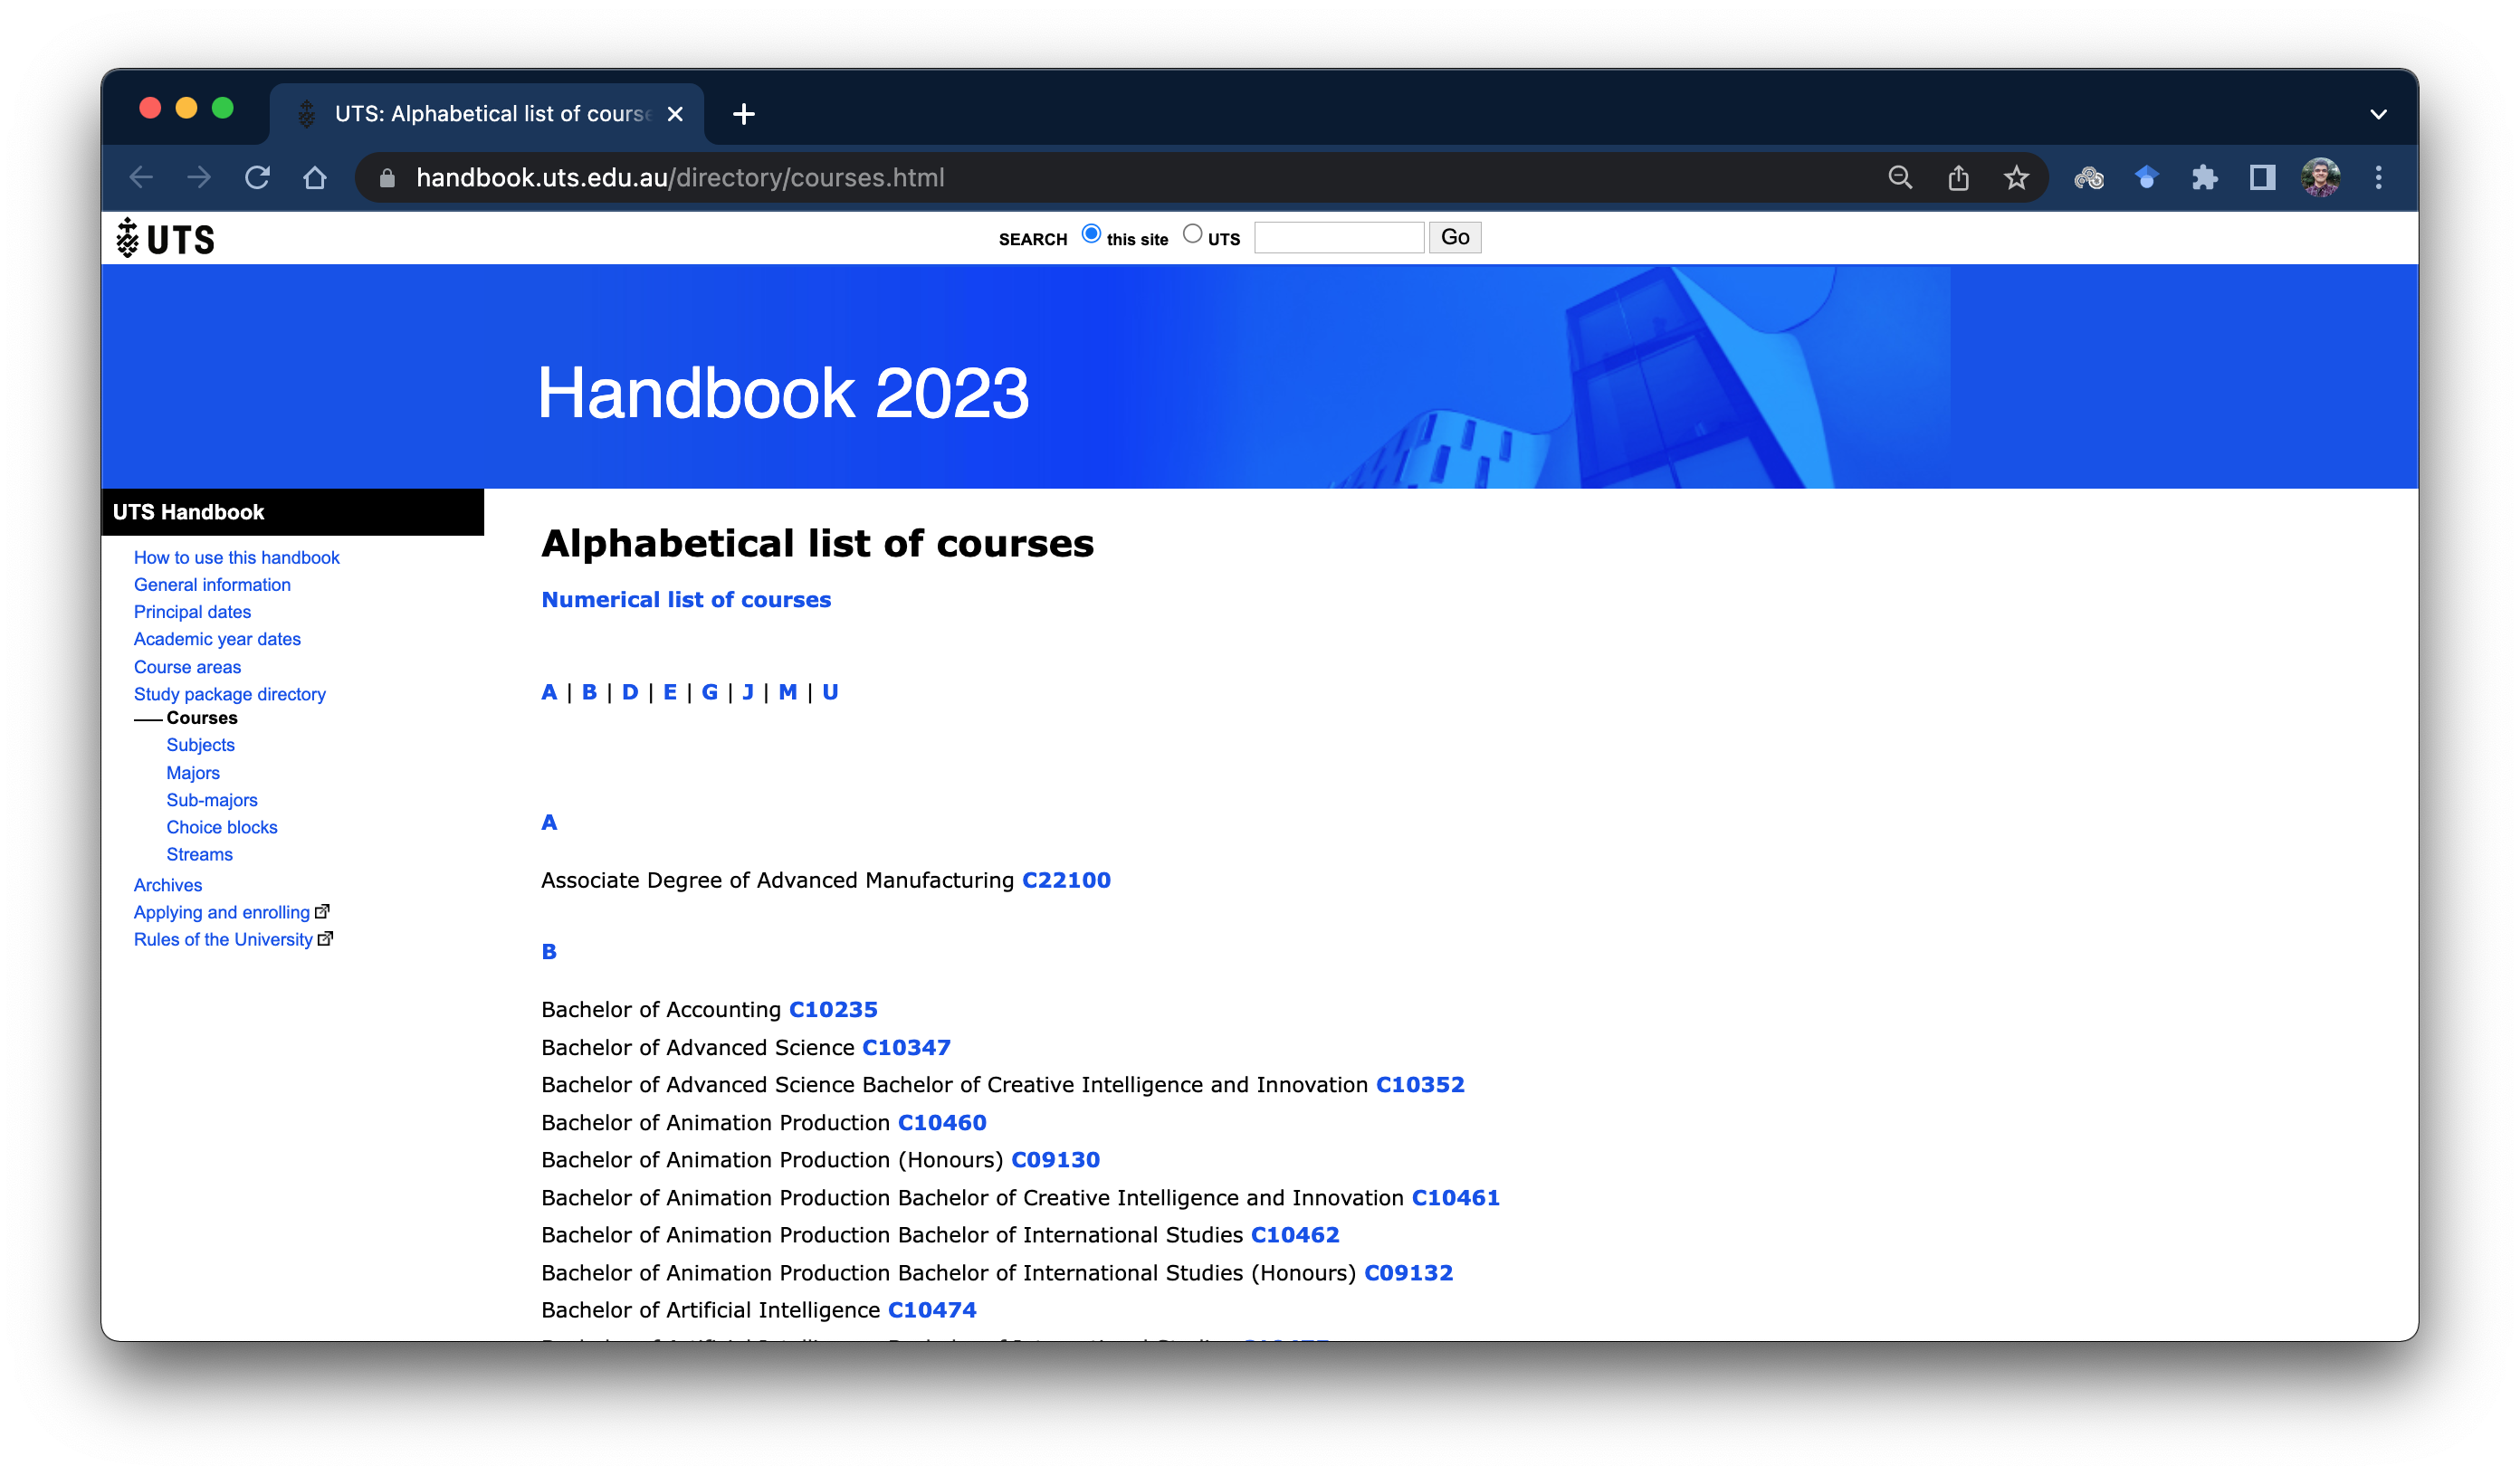 UTS: Alphabetical list of course
handbook.uts.edu.au/directory/courses.html
UTS
SEARCH this site UTS Go
Handbook 2023
UTS Handbook
How to use this handbook
General information
Principal dates
Academic year dates
Course areas
Study package directory
Courses
Subjects
Majors
Sub-majors
Choice blocks
Streams
Archives
Applying and enrolling
Rules of the University
Alphabetical list of courses
Numerical list of courses
A | B | D | E | G | J | M | U
A
Associate Degree of Advanced Manufacturing C22100
B
Bachelor of Accounting C10235
Bachelor of Advanced Science C10347
Bachelor of Advanced Science Bachelor of Creative Intelligence and Innovation C10352
Bachelor of Animation Production C10460
Bachelor of Animation Production (Honours) C09130
Bachelor of Animation Production Bachelor of Creative Intelligence and Innovation C10461
Bachelor of Animation Production Bachelor of International Studies C10462
Bachelor of Animation Production Bachelor of International Studies (Honours) C09132
Bachelor of Artificial Intelligence C10474